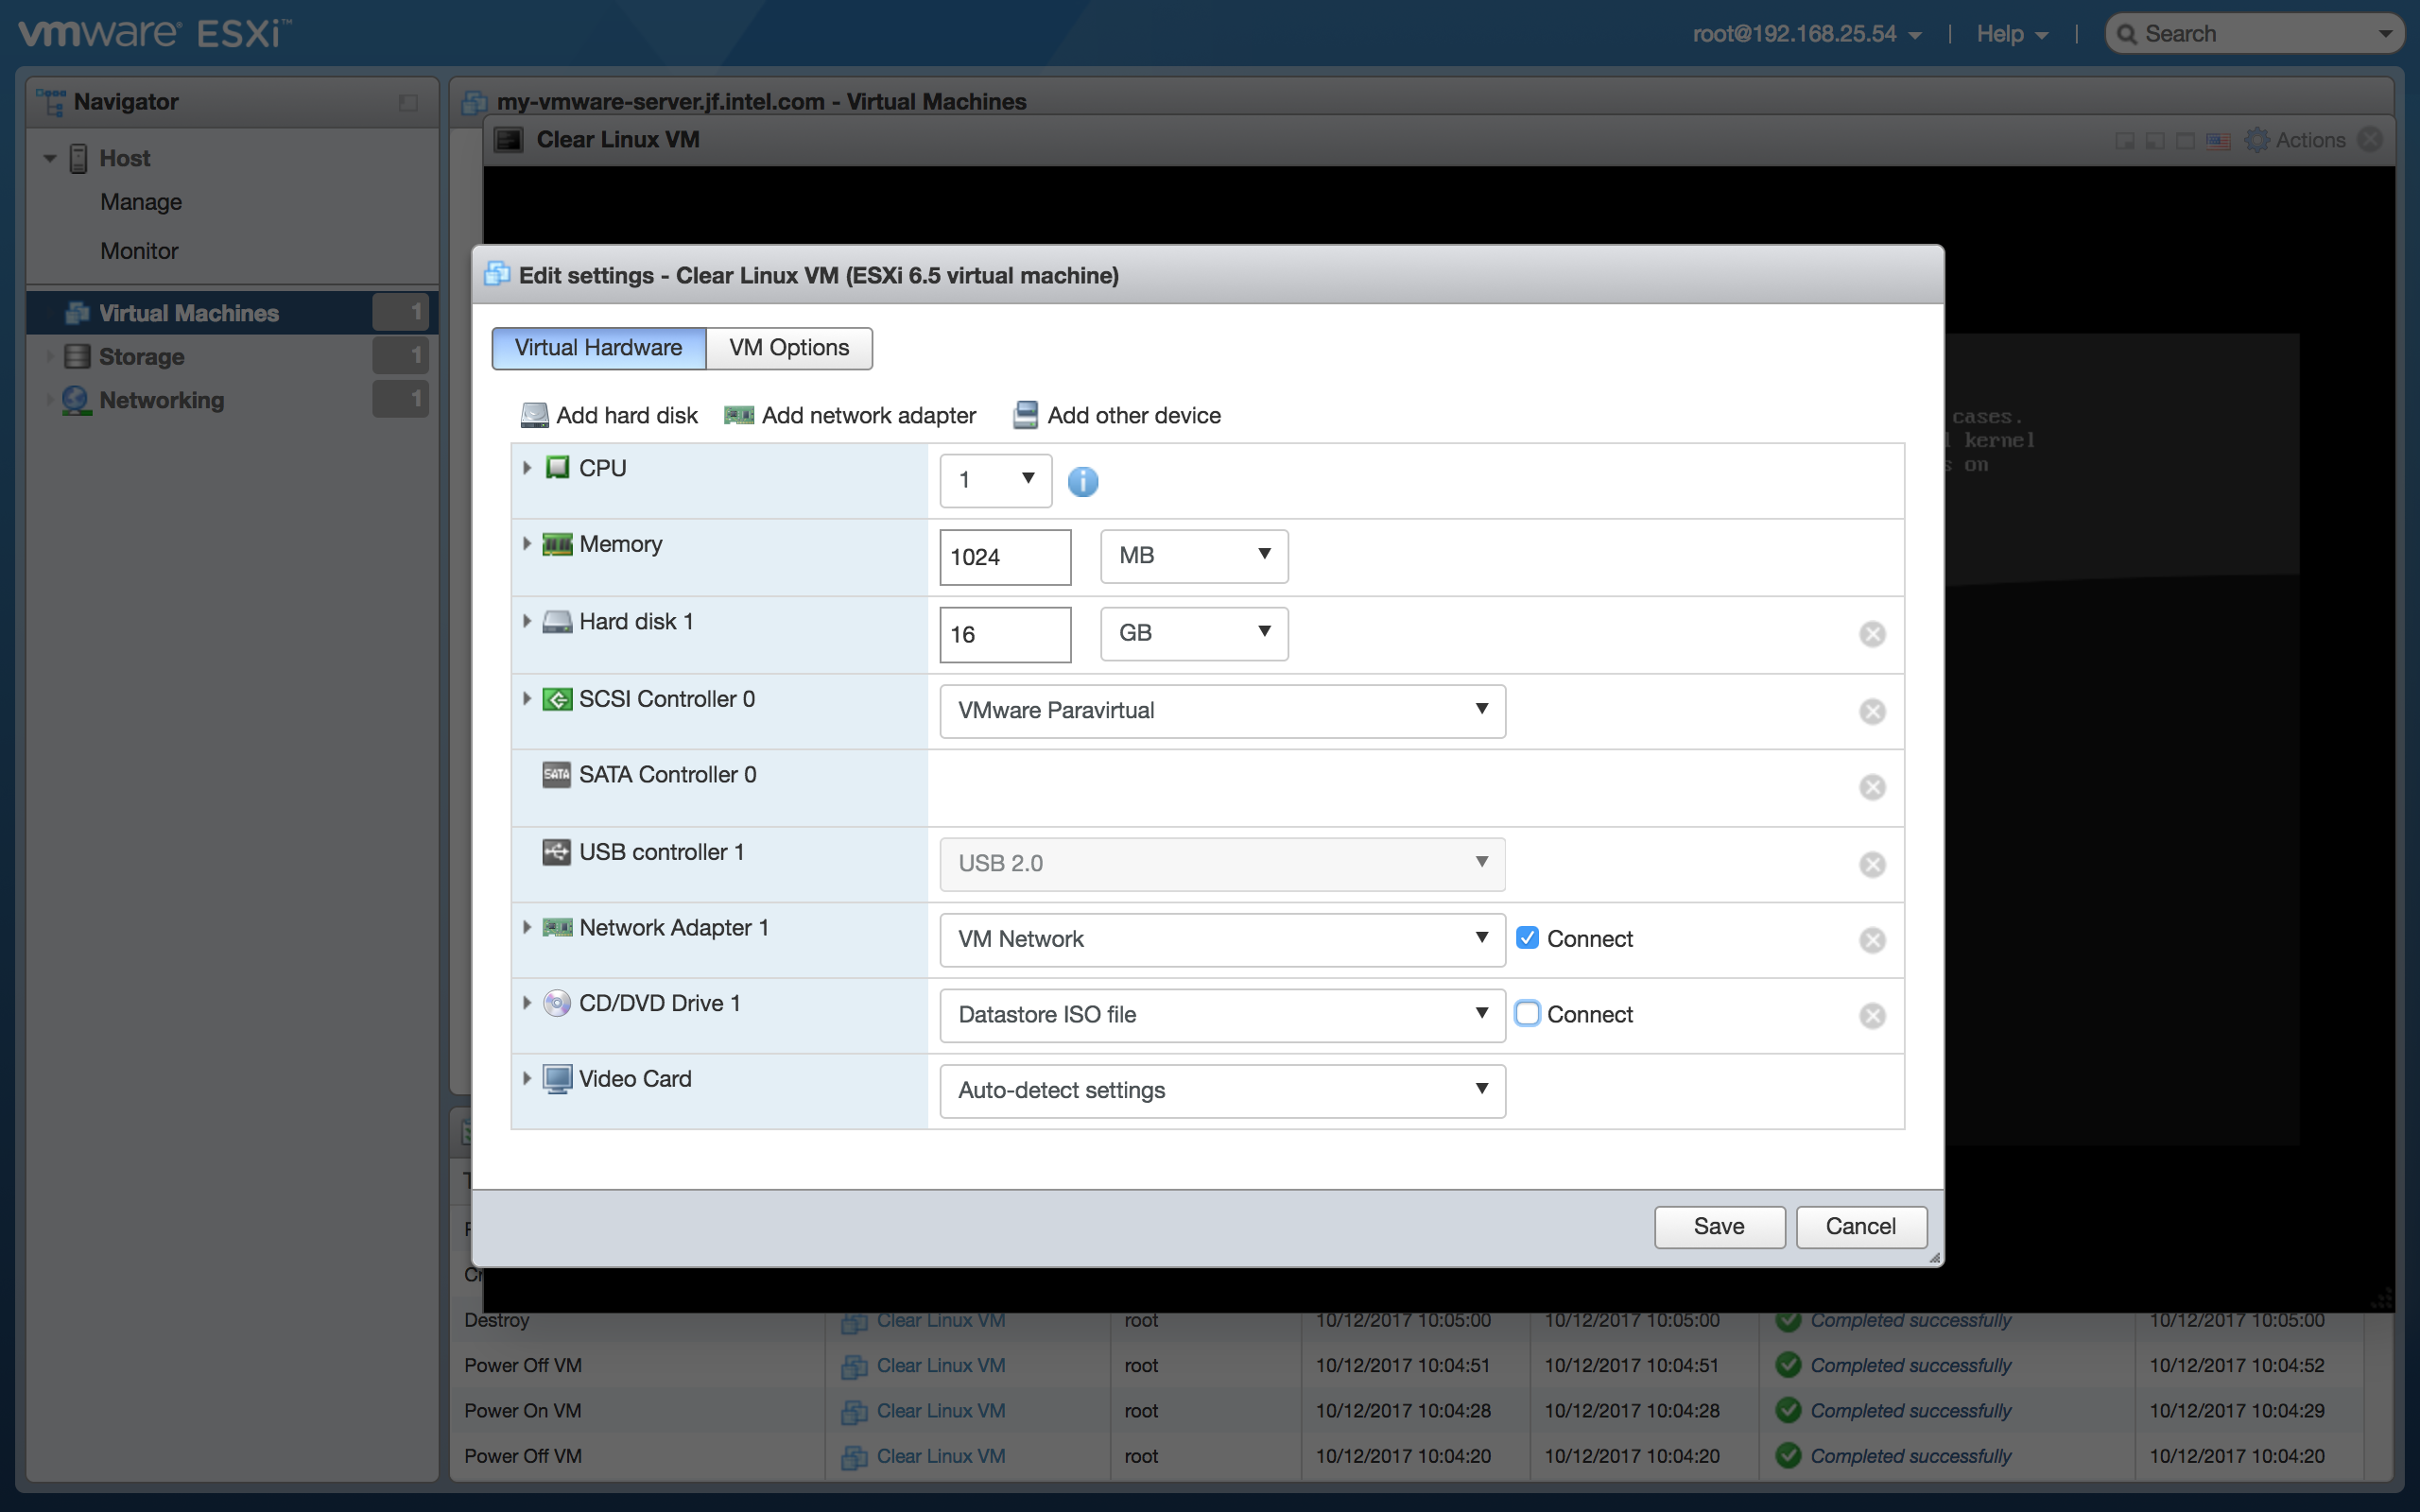 vmware® ESXi™
root@192.168.25.54 | Help | Search
Navigator
Host
Manage
Monitor
Virtual Machines 1
Storage 1
Networking 1
my-vmware-server.jf.intel.com - Virtual Machines
Clear Linux VM Actions
cases.
kernel
on
Edit settings - Clear Linux VM (ESXi 6.5 virtual machine)
Virtual Hardware VM Options
Add hard disk Add network adapter Add other device
CPU 1
Memory 1024 MB
Hard disk 1 16 GB
SCSI Controller 0 VMware Paravirtual
SATA SATA Controller 0
USB controller 1 USB 2.0
Network Adapter 1 VM Network Connect
CD/DVD Drive 1 Datastore ISO file Connect
Video Card Auto-detect settings
Save Cancel
Destroy Clear Linux VM root 10/12/2017 10:05:00 10/12/2017 10:05:00 Completed successfully 10/12/2017 10:05:00
Power Off VM Clear Linux VM root 10/12/2017 10:04:51 10/12/2017 10:04:51 Completed successfully 10/12/2017 10:04:52
Power On VM Clear Linux VM root 10/12/2017 10:04:28 10/12/2017 10:04:28 Completed successfully 10/12/2017 10:04:29
Power Off VM Clear Linux VM root 10/12/2017 10:04:20 10/12/2017 10:04:20 Completed successfully 10/12/2017 10:04:20